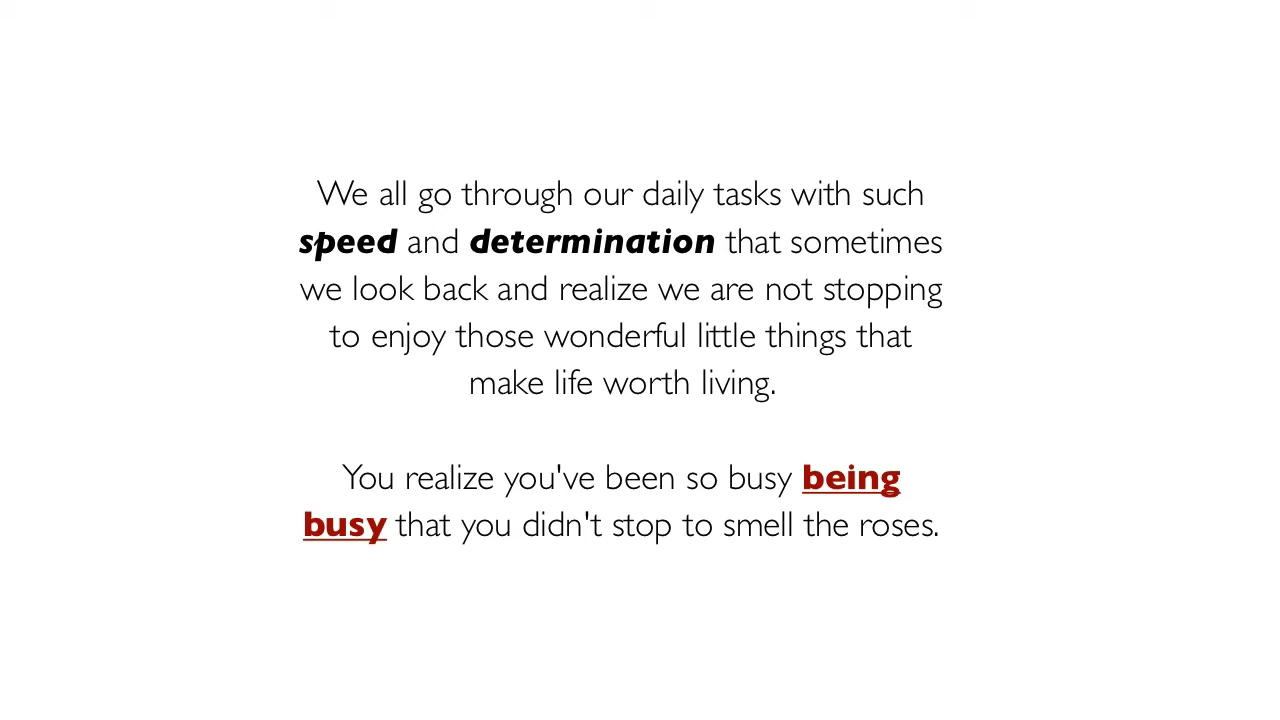 We all go through our daily tasks with such
speed and determination that sometimes
we look back and realize we are not stopping
to enjoy those wonderful little things that
make life worth living.
You realize you've been so busy being
busy that you didn't stop to smell the roses.